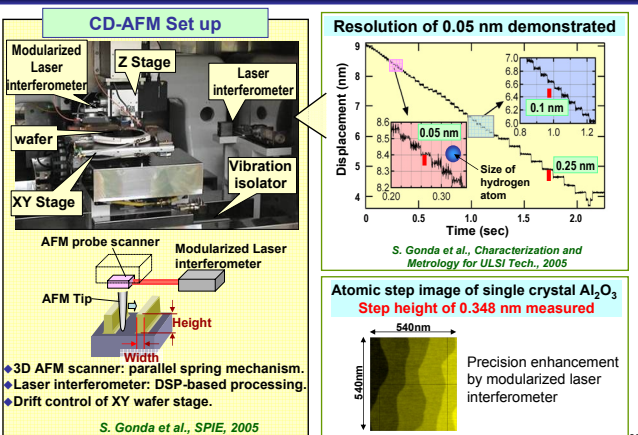 CD-AFM Set up
Modularized
Laser
interferometer
Z Stage
Laser
interferometer
wafer
XY Stage
Vibration
isolator
AFM probe scanner
Modularized Laser
interferometer
AFM Tip
Height
Width
◆3D AFM scanner: parallel spring mechanism.
◆Laser interferometer: DSP-based processing.
◆Drift control of XY wafer stage.
S. Gonda et al., SPIE, 2005
Resolution of 0.05 nm demonstrated
Displacement (nm)
9
8
7
6
5
4
0 0.5 1.0 1.5 2.0
Time (sec)
7.0
6.8
6.6
6.4
6.2
6.0
0.8 1.0 1.2
0.1 nm
8.6
8.5
8.4
8.3
8.2
0.20 0.30
0.05 nm
Size of
hydrogen
atom
0.25 nm
S. Gonda et al., Characterization and
Metrology for ULSI Tech., 2005
Atomic step image of single crystal Al₂O₃
Step height of 0.348 nm measured
540nm
540nm
Precision enhancement
by modularized laser
interferometer